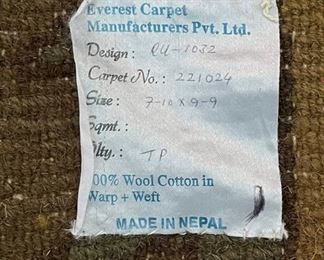 Everest Carpet
Manufacturers Pvt. Ltd.
Design: CU-1032
Carpet No.: 221024
Size: 7-10 x 9-9
Sqmt.:
Qlty.: TP
100% Wool Cotton in
Warp + Weft
MADE IN NEPAL